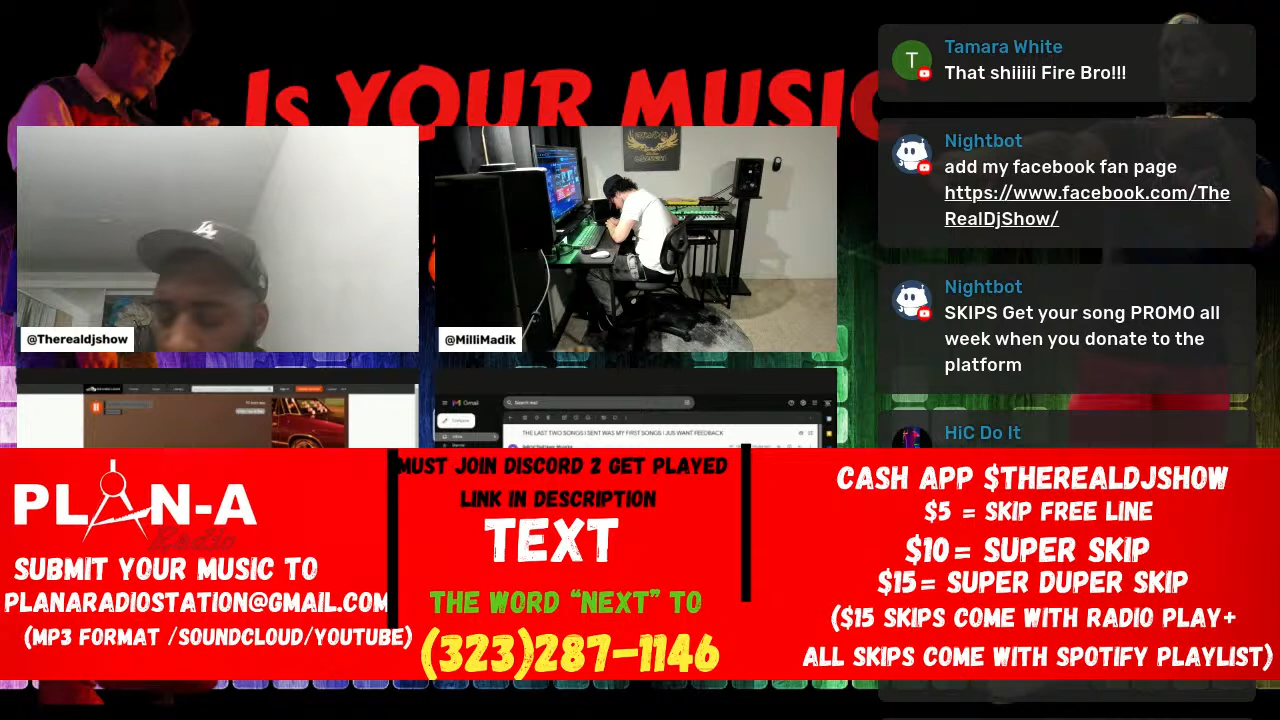 Is YOUR MUSIC
Tamara White
T
That shiiiii Fire Bro!!!
Nightbot
add my facebook fan page
https://www.facebook.com/The
RealDjShow/
Nightbot
SKIPS Get your song PROMO all
week when you donate to the
platform
HiC Do It
LA
@Therealdjshow
@MilliMadik
Gmail
Compose
THE LAST TWO SONGS I SENT WAS MY FIRST SONGS I JUS WANT FEEDBACK
PLAN-A
Radio
SUBMIT YOUR MUSIC TO
PLANARADIOSTATION@GMAIL.COM
(MP3 FORMAT /SOUNDCLOUD/YOUTUBE)
MUST JOIN DISCORD 2 GET PLAYED
LINK IN DESCRIPTION
TEXT
THE WORD “NEXT” TO
(323)287-1146
CASH APP $THEREALDJSHOW
$5 = SKIP FREE LINE
$10= SUPER SKIP
$15= SUPER DUPER SKIP
($15 SKIPS COME WITH RADIO PLAY+
ALL SKIPS COME WITH SPOTIFY PLAYLIST)